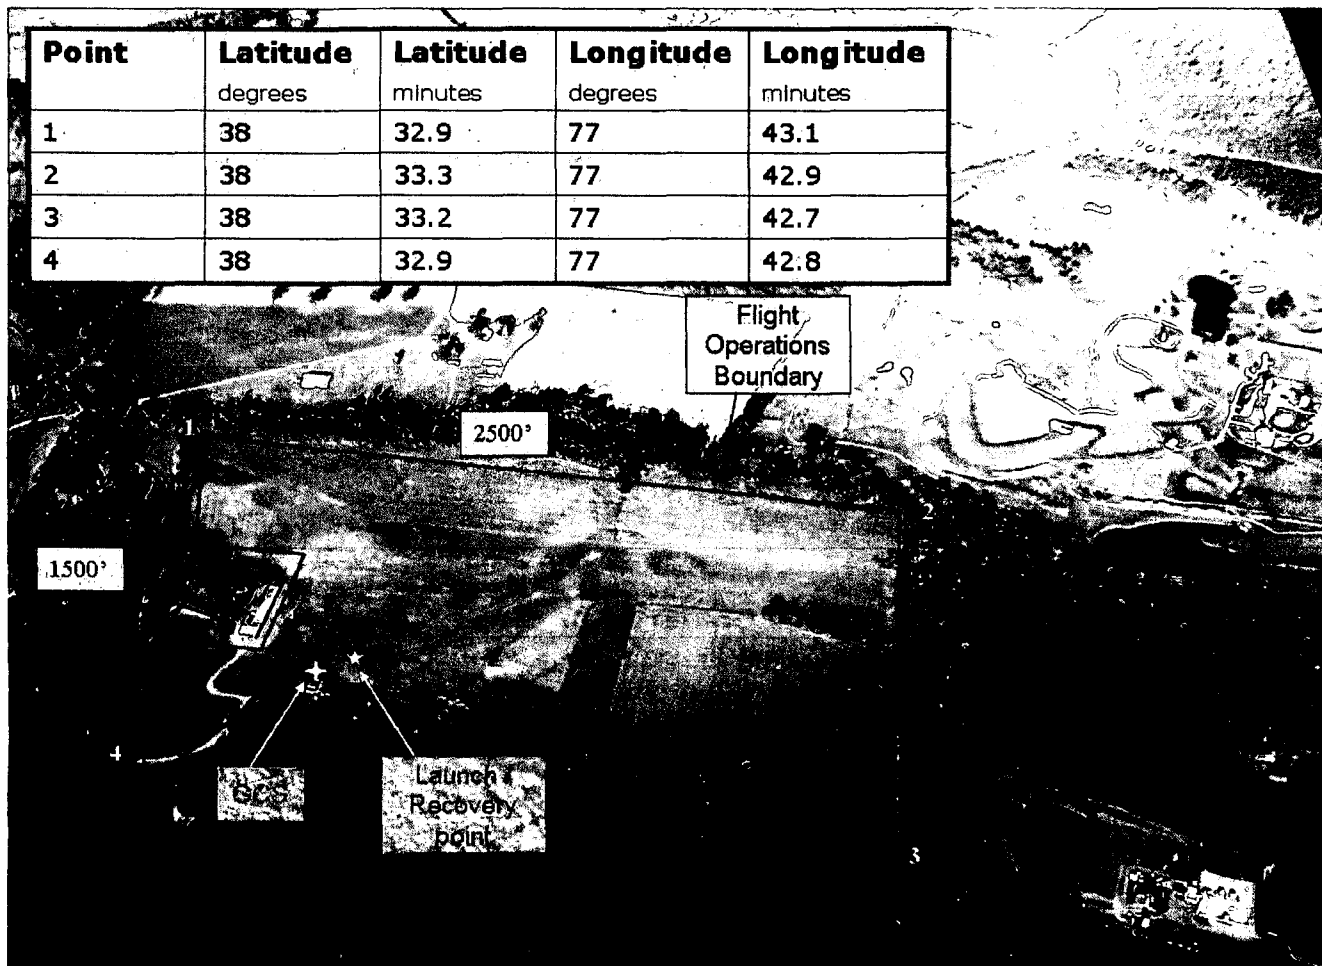 Point Latitude Latitude Longitude Longitude
degrees minutes degrees minutes
1 38 32.9 77 43.1
2 38 33.3 77 42.9
3 38 33.2 77 42.7
4 38 32.9 77 42.8
Flight
Operations
Boundary
1
2500'
2
1500'
4
GCS
Launch /
Recovery
point
3